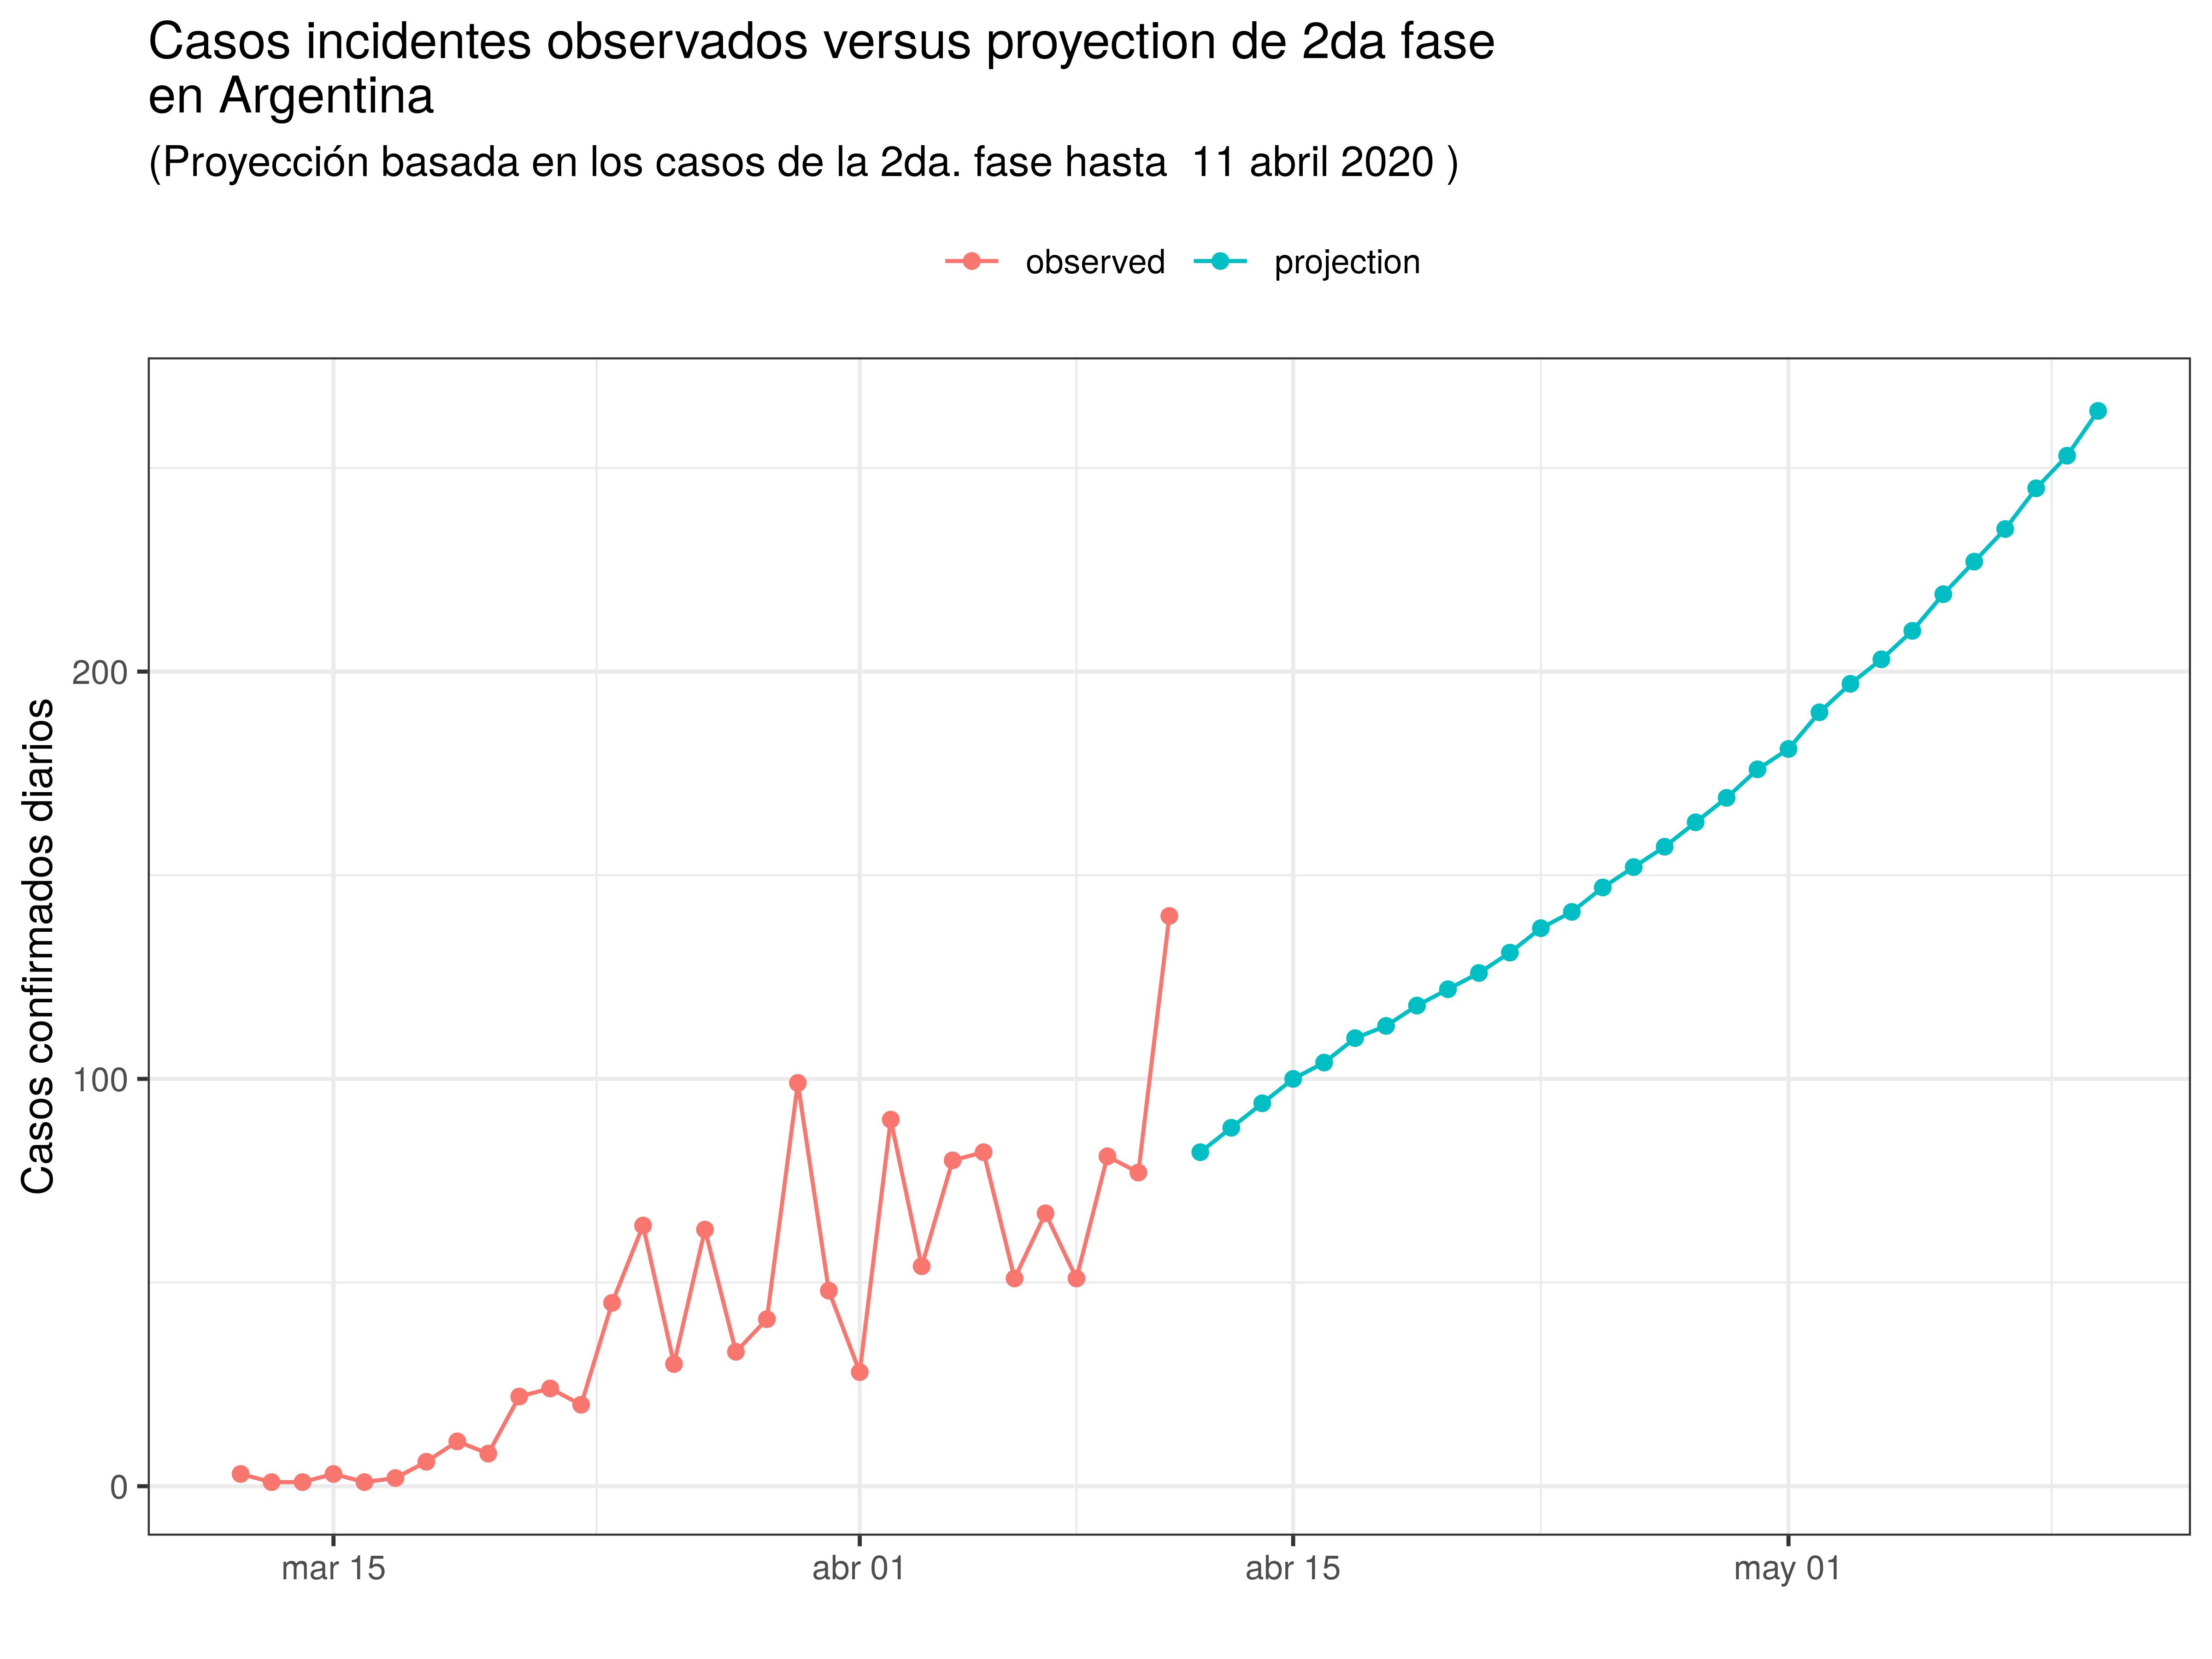 Casos incidentes observados versus proyection de 2da fase
en Argentina
(Proyección basada en los casos de la 2da. fase hasta  11 abril 2020 )
observed projection
Casos confirmados diarios
200
100
0
mar 15 abr 01 abr 15 may 01